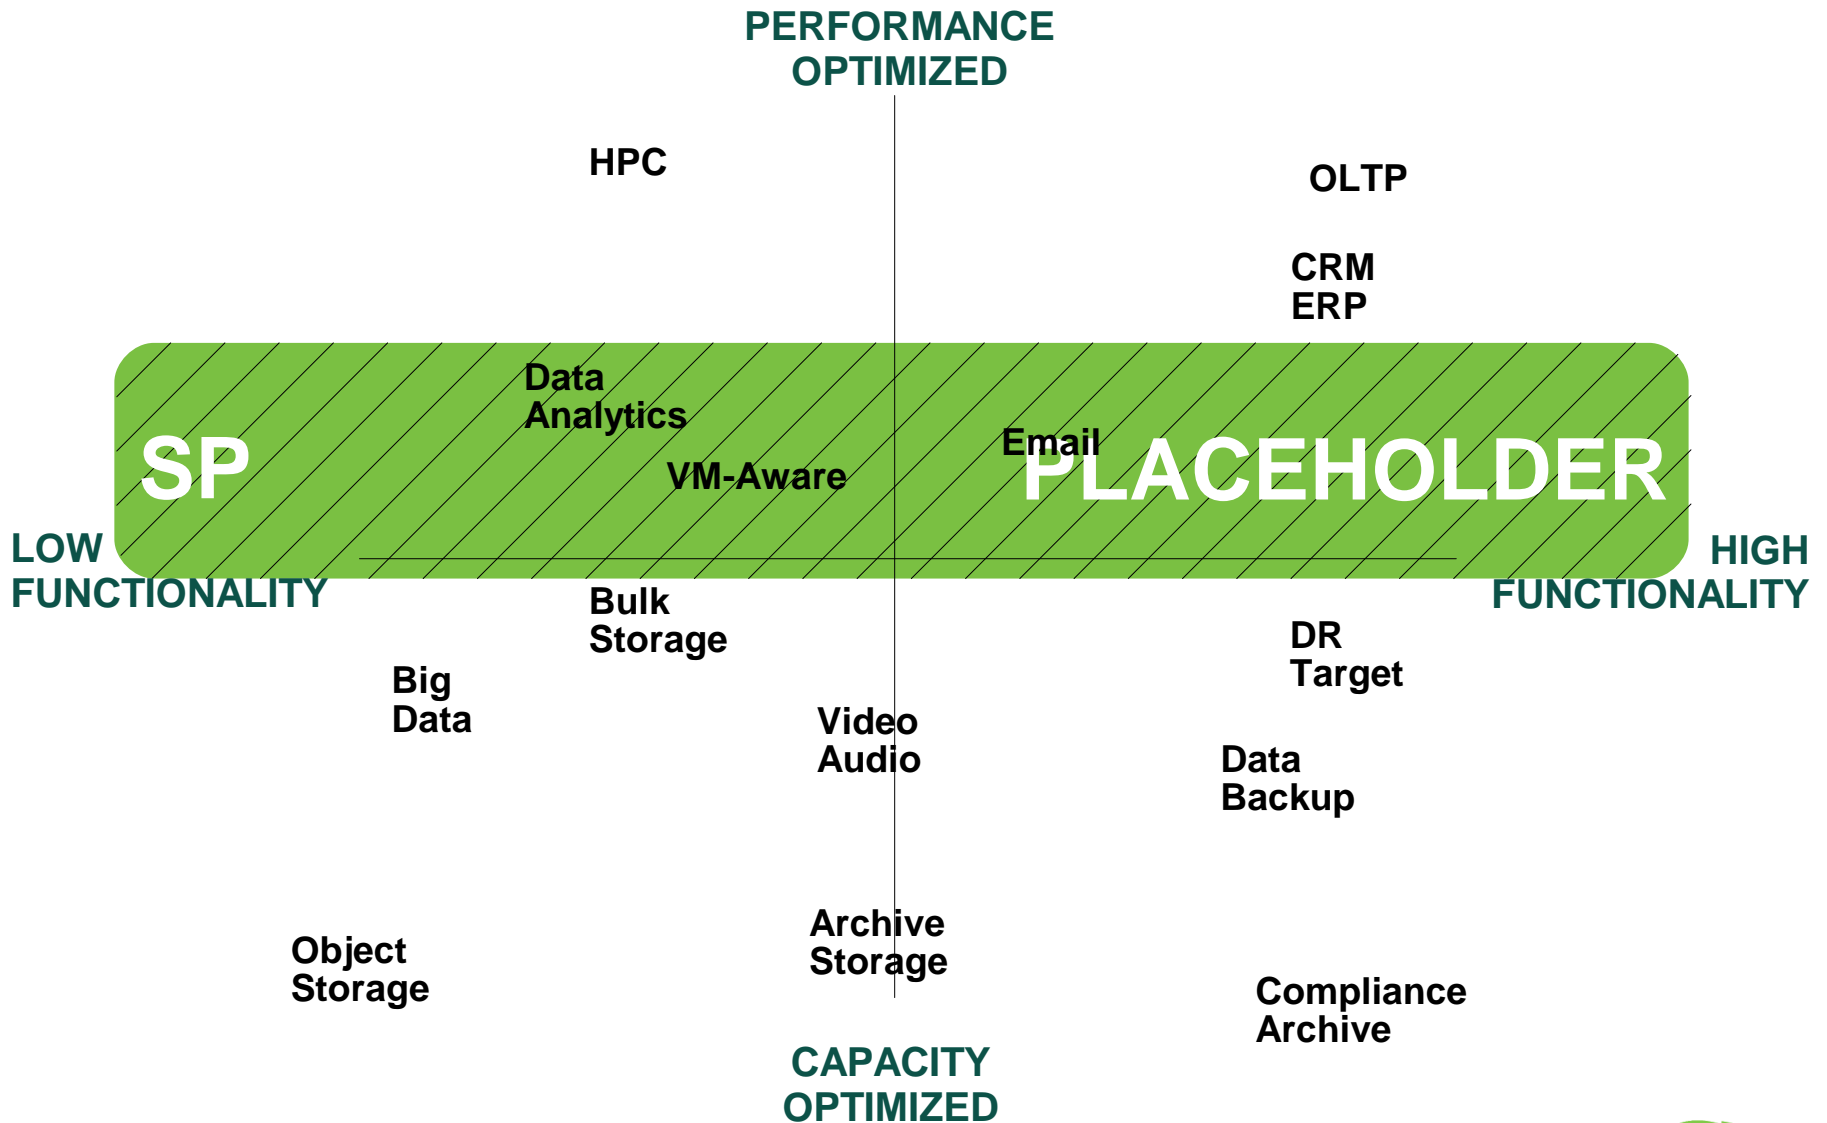 PERFORMANCE
OPTIMIZED
HPC
OLTP
CRM
ERP
Data
Analytics
Email
SP
PLACEHOLDER
VM-Aware
LOW
FUNCTIONALITY
HIGH
FUNCTIONALITY
Bulk
Storage
DR
Target
Big
Data
Video
Audio
Data
Backup
Archive
Storage
Object
Storage
Compliance
Archive
CAPACITY
OPTIMIZED